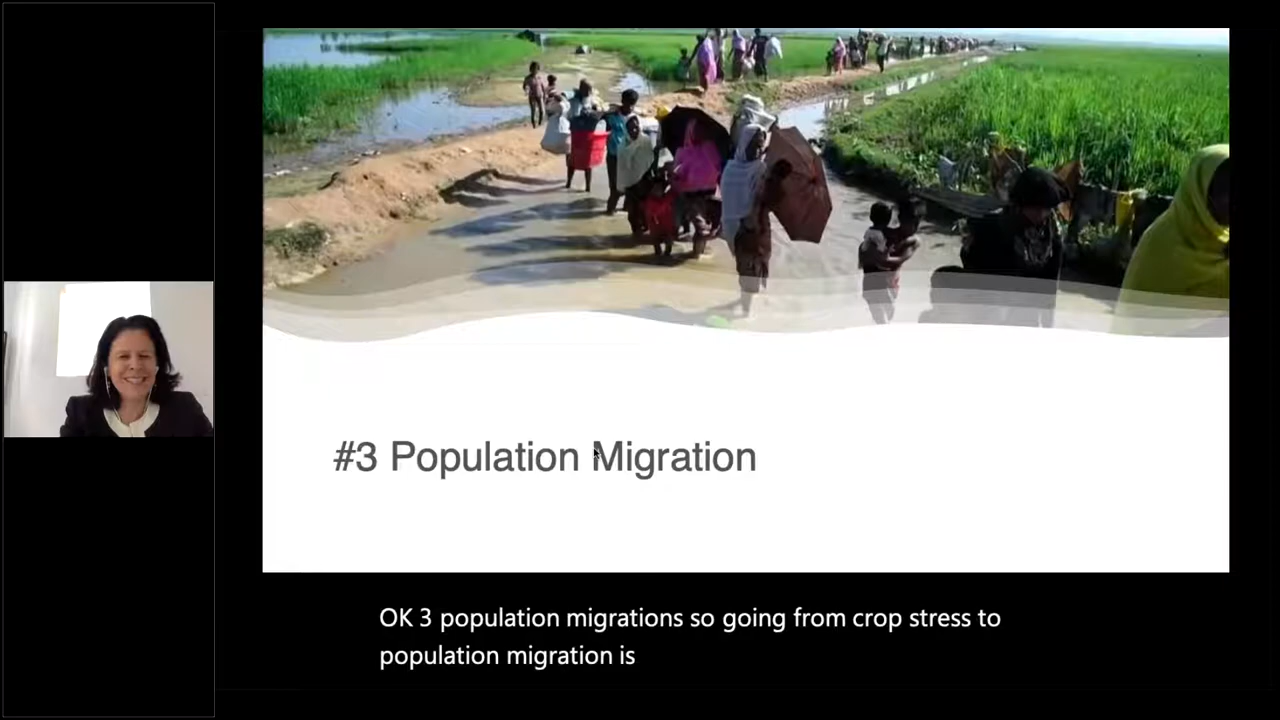 #3 Population Migration
OK 3 population migrations so going from crop stress to
population migration is